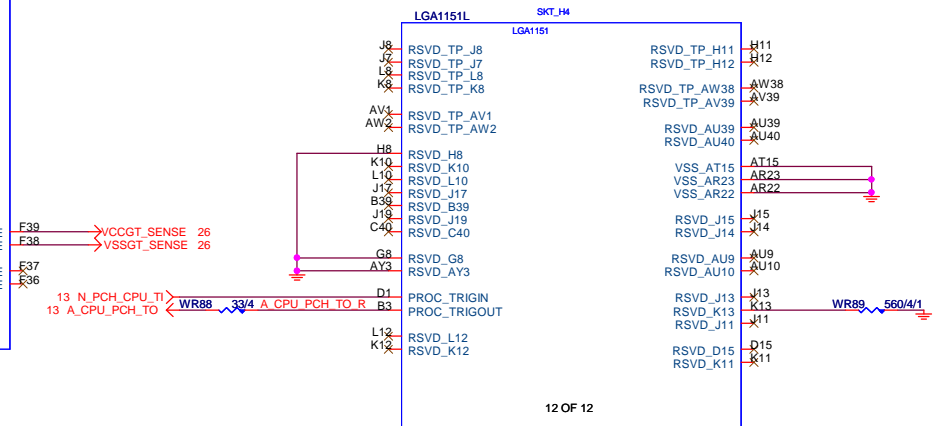 LGA1151L
SKT_H4
LGA1151
J8 RSVD_TP_J8
J7 RSVD_TP_J7
L8 RSVD_TP_L8
K8 RSVD_TP_K8
AV1 RSVD_TP_AV1
AW2 RSVD_TP_AW2
H8 RSVD_H8
K10 RSVD_K10
L10 RSVD_L10
J17 RSVD_J17
B39 RSVD_B39
J19 RSVD_J19
C40 RSVD_C40
G8 RSVD_G8
AY3 RSVD_AY3
D1 PROC_TRIGIN
B3 PROC_TRIGOUT
L12 RSVD_L12
K12 RSVD_K12
RSVD_TP_H11 H11
RSVD_TP_H12 H12
RSVD_TP_AW38 AW38
RSVD_TP_AV39 AV39
RSVD_AU39 AU39
RSVD_AU40 AU40
VSS_AT15 AT15
VSS_AR23 AR23
VSS_AR22 AR22
RSVD_J15 J15
RSVD_J14 J14
RSVD_AU9 AU9
RSVD_AU10 AU10
RSVD_J13 J13
RSVD_K13 K13
RSVD_J11 J11
RSVD_D15 D15
RSVD_K11 K11
WR89 560/4/1
F39 VCCGT_SENSE 26
F38 VSSGT_SENSE 26
F37
F36
13 N_PCH_CPU_TI
13 A_CPU_PCH_TO WR88 33/4 A_CPU_PCH_TO_R
12 OF 12